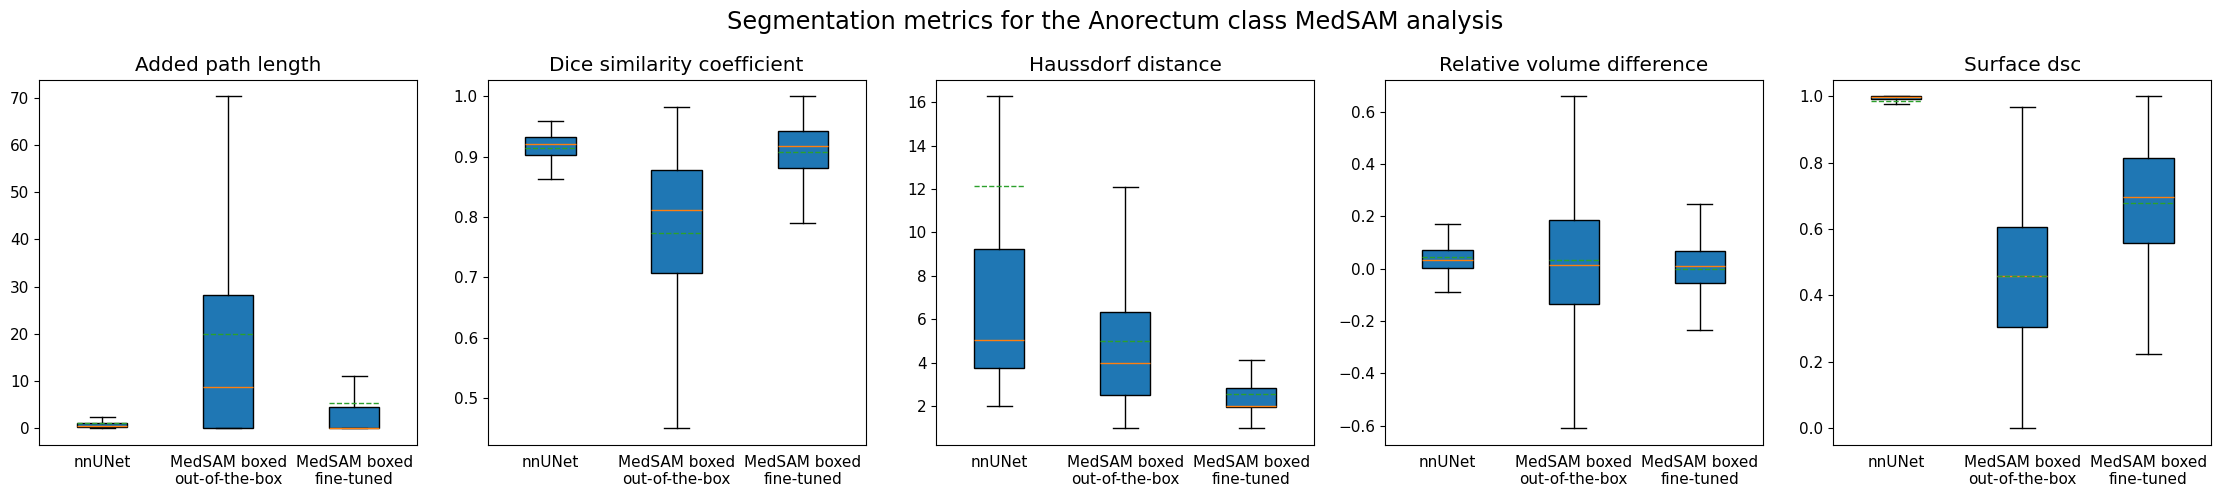 Segmentation metrics for the Anorectum class MedSAM analysis
Added path length
70
60
50
40
30
20
10
0
nnUNet
MedSAM boxed
out-of-the-box
MedSAM boxed
fine-tuned
Dice similarity coefficient
1.0
0.9
0.8
0.7
0.6
0.5
nnUNet
MedSAM boxed
out-of-the-box
MedSAM boxed
fine-tuned
Haussdorf distance
16
14
12
10
8
6
4
2
nnUNet
MedSAM boxed
out-of-the-box
MedSAM boxed
fine-tuned
Relative volume difference
0.6
0.4
0.2
0.0
−0.2
−0.4
−0.6
nnUNet
MedSAM boxed
out-of-the-box
MedSAM boxed
fine-tuned
Surface dsc
1.0
0.8
0.6
0.4
0.2
0.0
nnUNet
MedSAM boxed
out-of-the-box
MedSAM boxed
fine-tuned